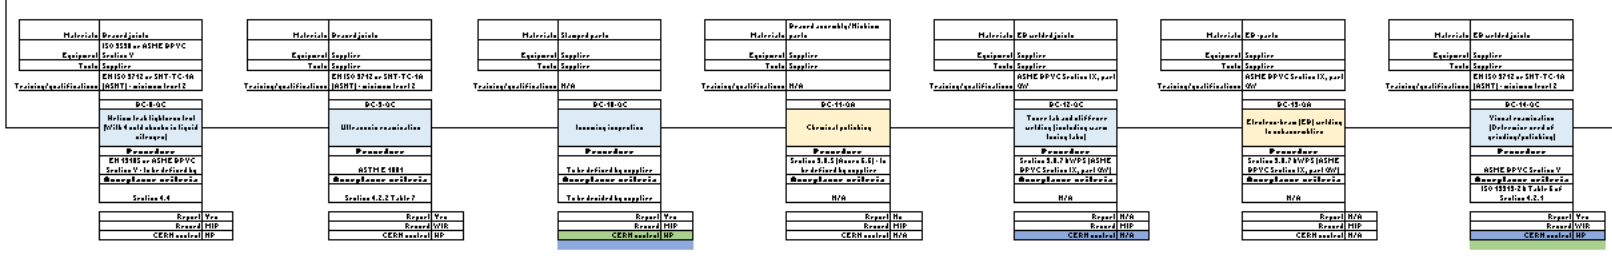 Materials Brazed joints
ISO 3530 or ASME BPVC
Equipment Section V
Tools Supplier
EN ISO 9712 or SNT-TC-1A
Training/qualifications (ASNT) - minimum level 2
BC-8-QC
Helium leak tightness test
(With 4 cold shocks in liquid
nitrogen)
Procedure
EN 13185 or ASME BPVC
Section V - to be defined by
Acceptance criteria
Section 4.4
Report Yes
Record MIP
CERN control HP
Materials Brazed joints
Equipment Supplier
Tools Supplier
EN ISO 9712 or SNT-TC-1A
Training/qualifications (ASNT) - minimum level 2
BC-9-QC
Ultrasonic examination
Procedure
ASTM E
Acceptance criteria
Section 4.2.2 Table 7
Report Yes
Record WIR
CERN control HP
Materials Stamped parts
Equipment Supplier
Tools Supplier
Training/qualifications N/A
BC-10-QC
Incoming inspection
Procedure
To be defined by supplier
Acceptance criteria
To be decided by supplier
Report Yes
Record MIP
CERN control WP
Brazed assembly/Niobium
Materials parts
Equipment Supplier
Tools Supplier
Training/qualifications N/A
BC-11-QA
Chemical polishing
Procedure
Section 3.8.5 (Annex 6.6) - to
be defined by supplier
Acceptance criteria
N/A
Report No
Record MIP
CERN control N/A
Materials EB welded joints
Equipment Supplier
Tools Supplier
ASME BPVC Section IX, part
Training/qualifications QW
BC-12-QC
welding (including
Procedure
Section 3.8.7 WPS (ASME
BPVC Section IX, part QW)
Acceptance criteria
N/A
Report N/A
Record MIP
CERN control N/A
Materials EB -parts
Equipment Supplier
Tools Supplier
ASME BPVC Section IX, part
Training/qualifications QW
BC-13-QA
Electron-beam (EB) welding
to subassemblies
Procedure
Section 3.8.7 WPS (ASME
BPVC Section IX, part QW)
Acceptance criteria
N/A
Report N/A
Record MIP
CERN control N/A
Materials EB welded joints
Equipment Supplier
Tools Supplier
EN ISO 9712 or SNT-TC-1A
Training/qualifications (ASNT) - minimum level 2
BC-14-QC
Visual examination
(Determine need of
grinding/polishing)
Procedure
ASME BPVC Section V
Acceptance criteria
ISO 13919-2 B Table 6 of
Section 4.2.1
Report Yes
Record WIR
CERN control HP